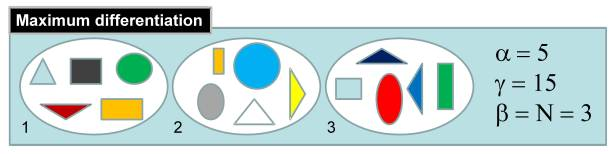 Maximum differentiation
1
2
3
α = 5
γ = 15
β = N = 3